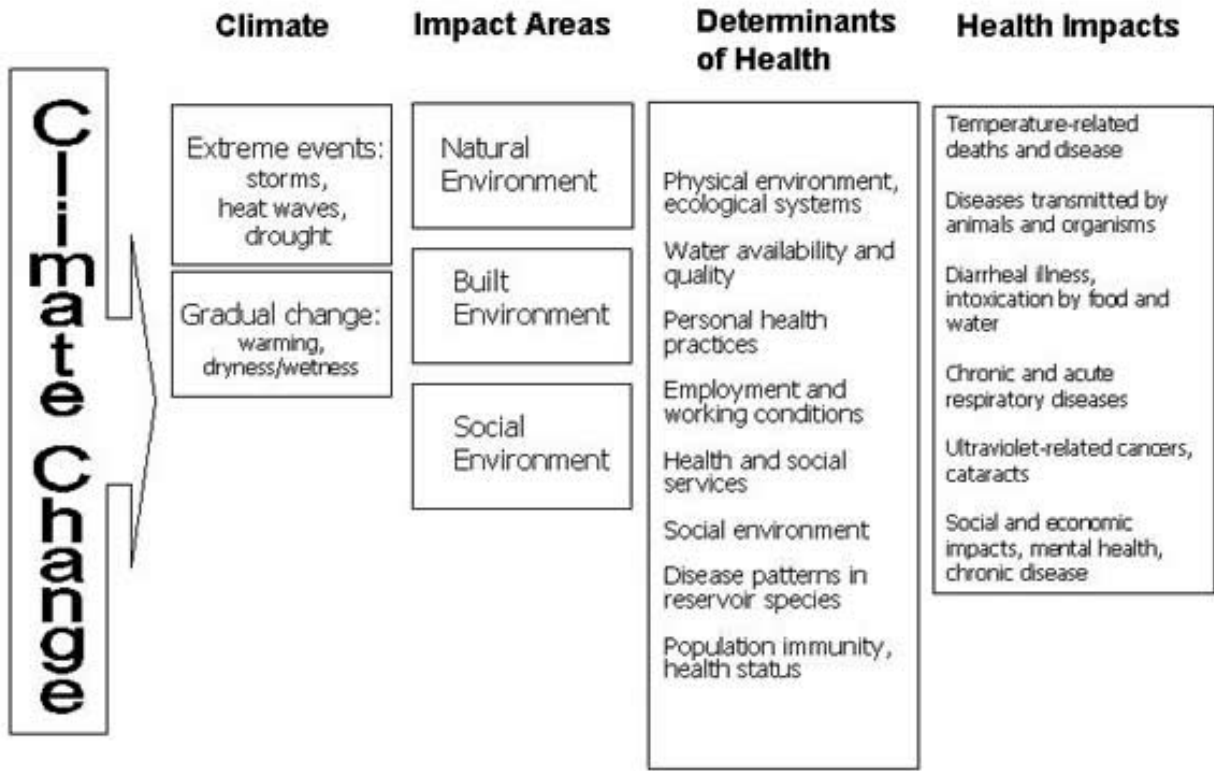 Climate Change
Climate
Extreme events:
storms,
heat waves,
drought
Gradual change:
warming,
dryness/wetness
Impact Areas
Natural
Environment
Built
Environment
Social
Environment
Determinants
of Health
Physical environment,
ecological systems
Water availability and
quality
Personal health
practices
Employment and
working conditions
Health and social
services
Social environment
Disease patterns in
reservoir species
Population immunity,
health status
Health Impacts
Temperature-related
deaths and disease
Diseases transmitted by
animals and organisms
Diarrheal illness,
intoxication by food and
water
Chronic and acute
respiratory diseases
Ultraviolet-related cancers,
cataracts
Social and economic
impacts, mental health,
chronic disease